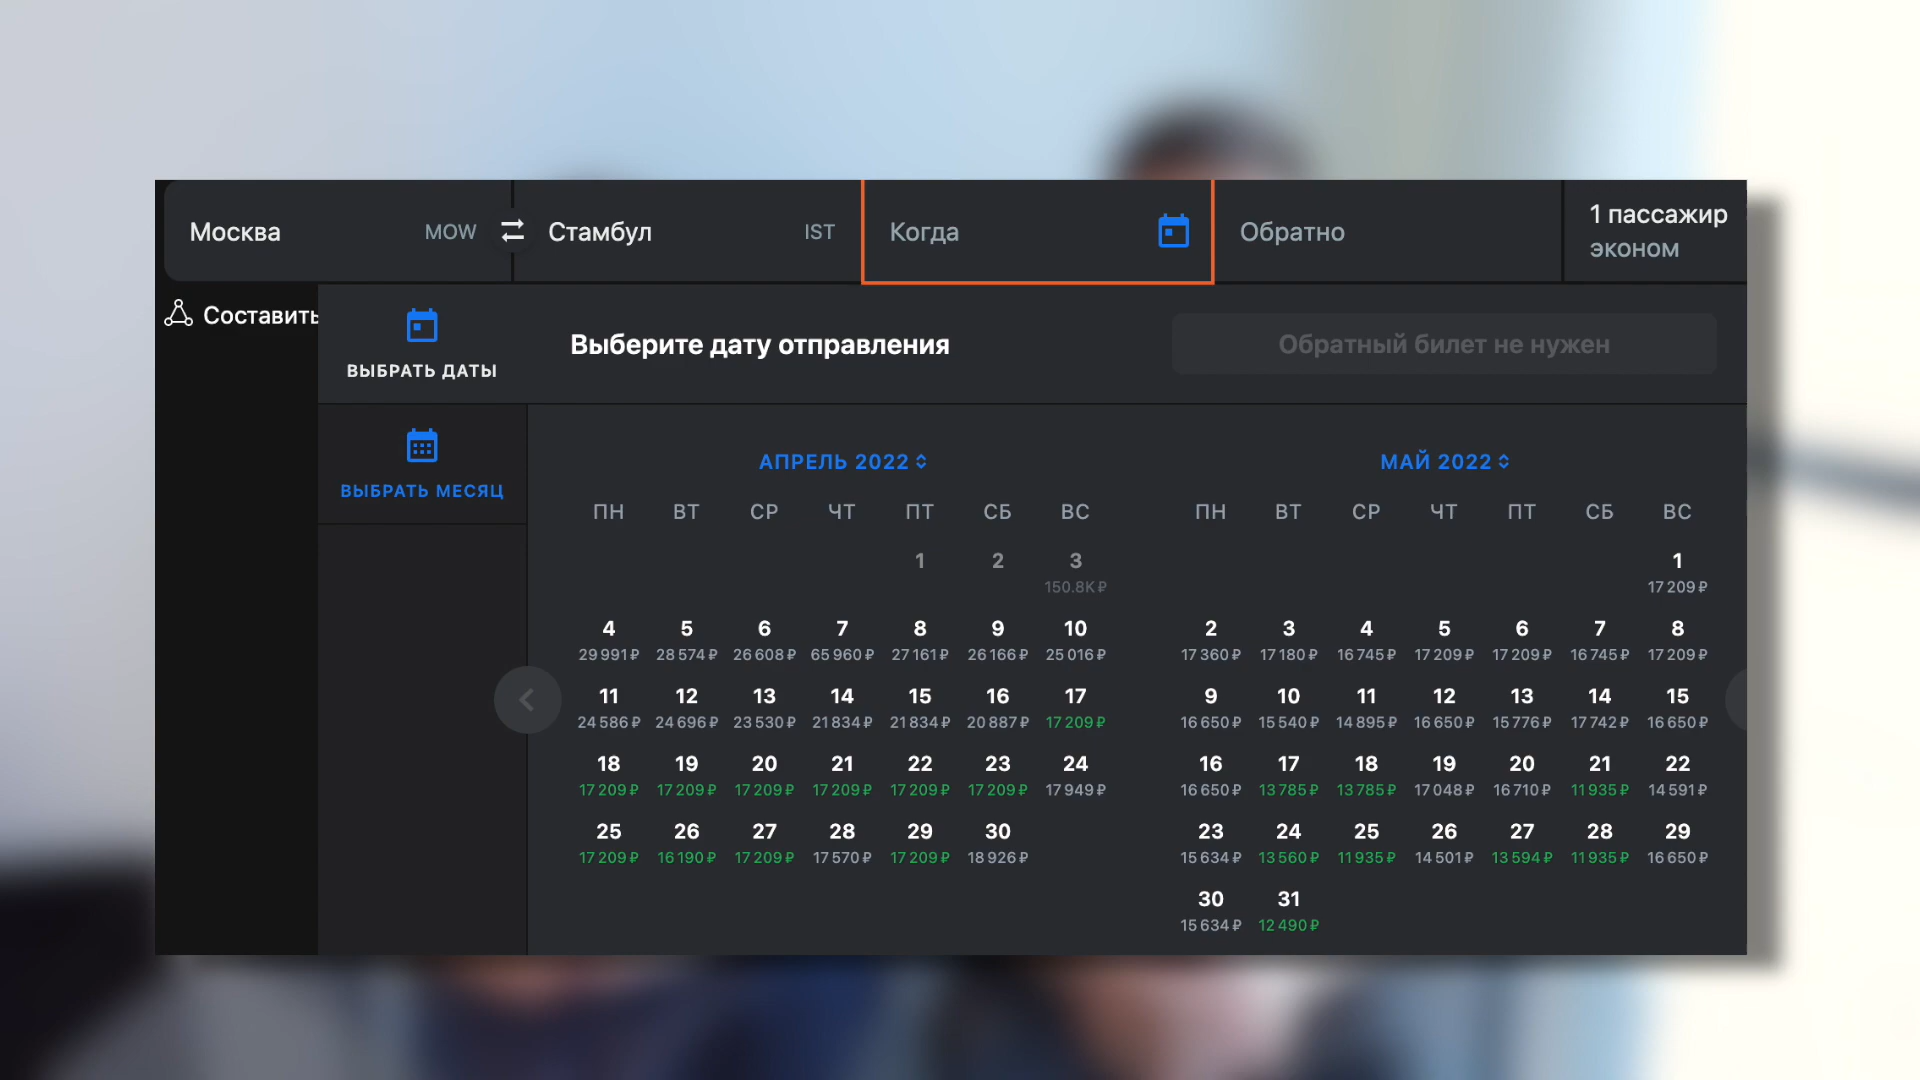 Москва MOW Стамбул IST Когда Обратно 1 пассажир
эконом
Составить
ВЫБРАТЬ ДАТЫ
Выберите дату отправления
Обратный билет не нужен
ВЫБРАТЬ МЕСЯЦ
АПРЕЛЬ 2022
ПН ВТ СР ЧТ ПТ СБ ВС
1 2 3
150.8K ₽
4 5 6 7 8 9 10
29 991 ₽ 28 574 ₽ 26 608 ₽ 65 960 ₽ 27 161 ₽ 26 166 ₽ 25 016 ₽
11 12 13 14 15 16 17
24 586 ₽ 24 696 ₽ 23 530 ₽ 21 834 ₽ 21 834 ₽ 20 887 ₽ 17 209 ₽
18 19 20 21 22 23 24
17 209 ₽ 17 209 ₽ 17 209 ₽ 17 209 ₽ 17 209 ₽ 17 209 ₽ 17 949 ₽
25 26 27 28 29 30
17 209 ₽ 16 190 ₽ 17 209 ₽ 17 570 ₽ 17 209 ₽ 18 926 ₽
МАЙ 2022
ПН ВТ СР ЧТ ПТ СБ ВС
1
17 209 ₽
2 3 4 5 6 7 8
17 360 ₽ 17 180 ₽ 16 745 ₽ 17 209 ₽ 17 209 ₽ 16 745 ₽ 17 209 ₽
9 10 11 12 13 14 15
16 650 ₽ 15 540 ₽ 14 895 ₽ 16 650 ₽ 15 776 ₽ 17 742 ₽ 16 650 ₽
16 17 18 19 20 21 22
16 650 ₽ 13 785 ₽ 13 785 ₽ 17 048 ₽ 16 710 ₽ 11 935 ₽ 14 591 ₽
23 24 25 26 27 28 29
15 634 ₽ 13 560 ₽ 11 935 ₽ 14 501 ₽ 13 594 ₽ 11 935 ₽ 16 650 ₽
30 31
15 634 ₽ 12 490 ₽